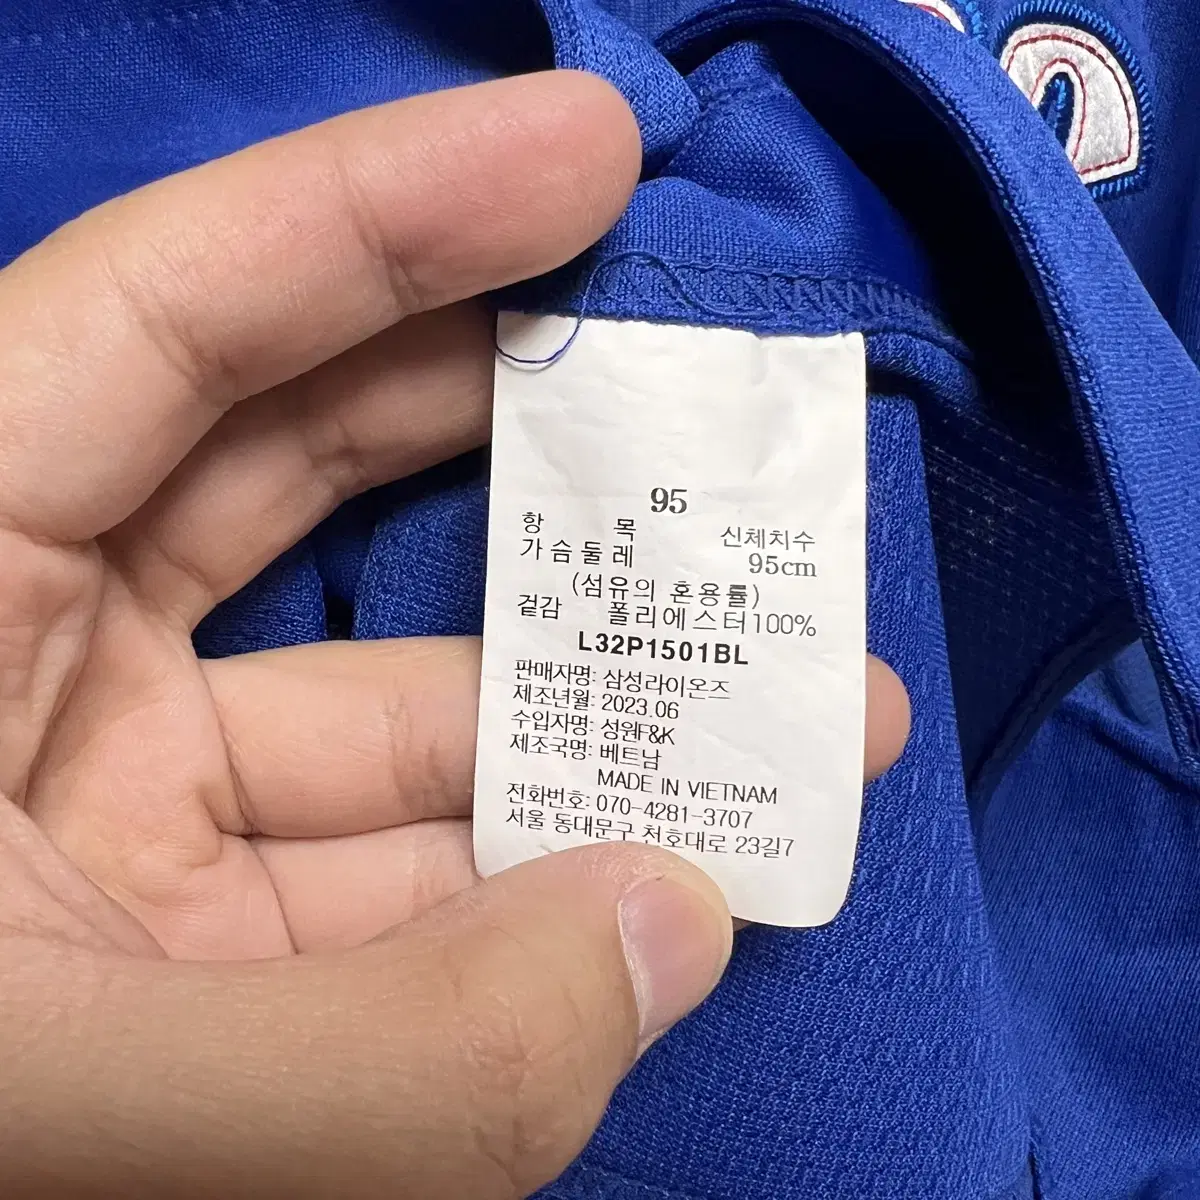 95
항 목 신체치수
가슴둘레 95cm
(섬유의 혼용률)
겉감 폴리에스터100%
L32P1501BL
판매자명: 삼성라이온즈
제조년월: 2023.06
수입자명: 성원F&K
제조국명: 베트남
MADE IN VIETNAM
전화번호: 070-4281-3707
서울 동대문구 천호대로 23길7